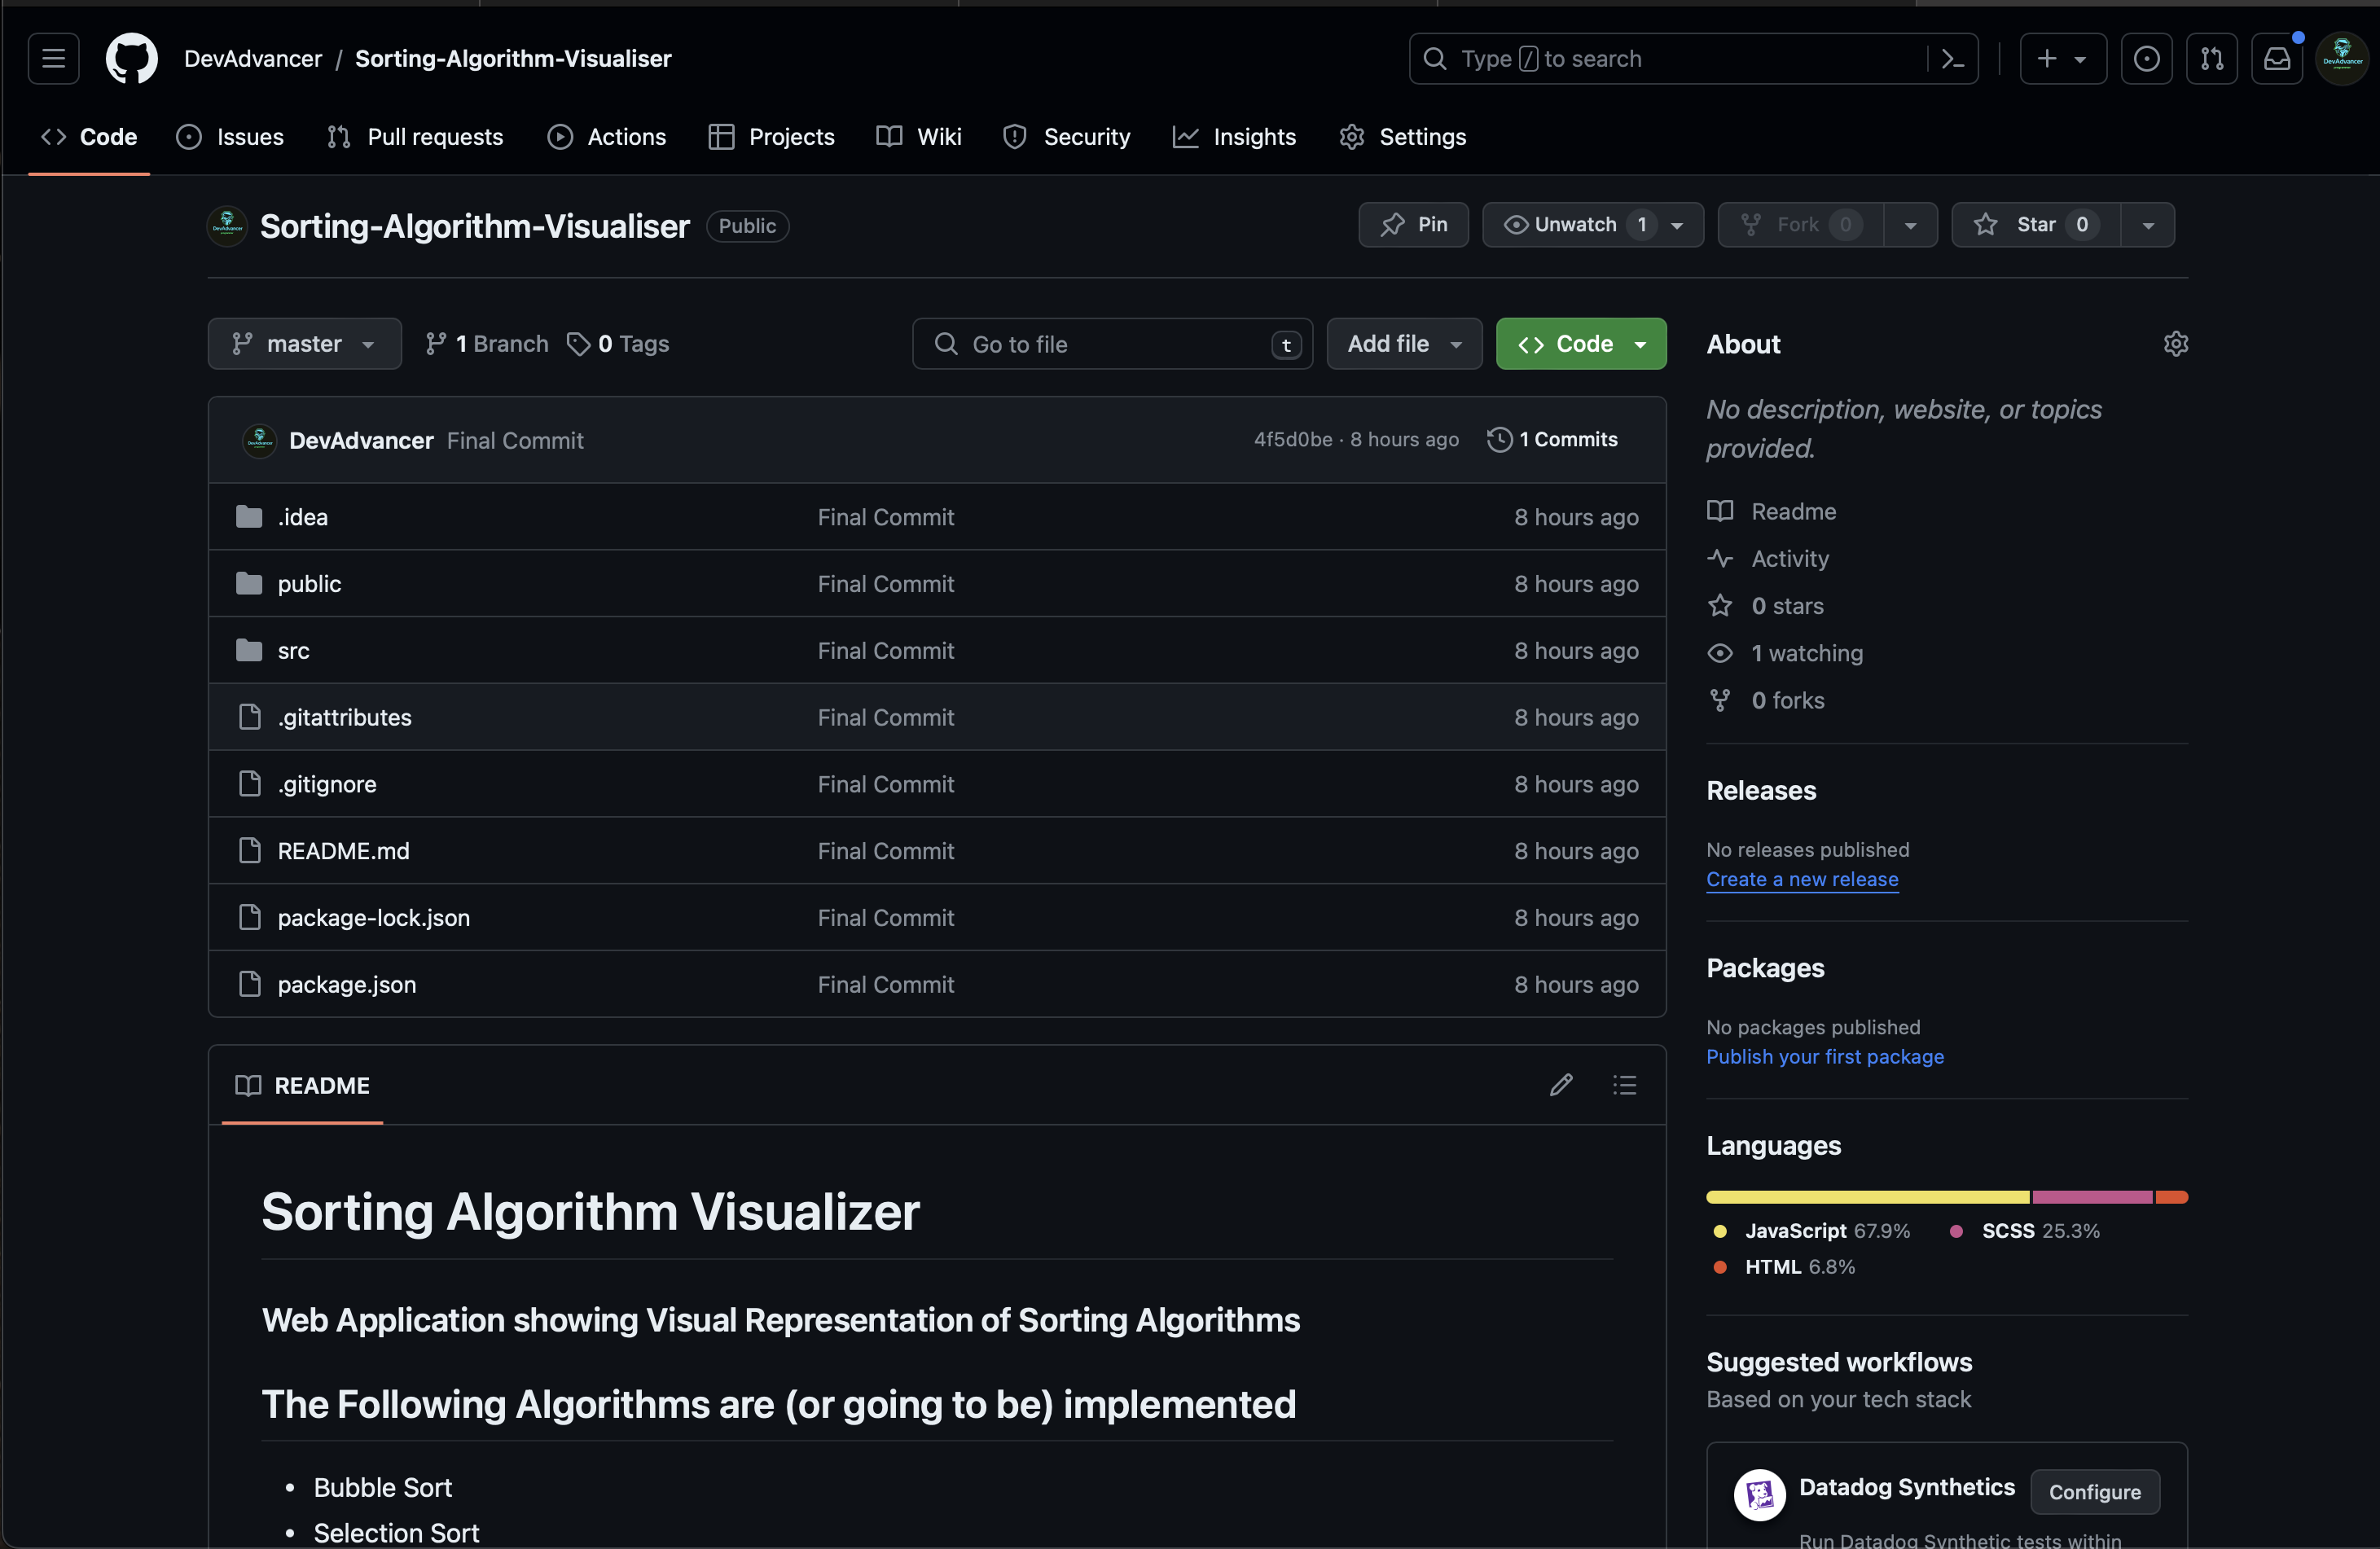 DevAdvancer / Sorting-Algorithm-Visualiser
Type / to search
DevAdvancer
Code Issues Pull requests Actions Projects Wiki Security Insights Settings
DevAdvancer
Sorting-Algorithm-Visualiser Public
Pin Unwatch 1 Fork 0 Star 0
master 1 Branch 0 Tags
Go to file t
Add file Code
DevAdvancer Final Commit 4f5d0be · 8 hours ago 1 Commits
.idea Final Commit 8 hours ago
public Final Commit 8 hours ago
src Final Commit 8 hours ago
.gitattributes Final Commit 8 hours ago
.gitignore Final Commit 8 hours ago
README.md Final Commit 8 hours ago
package-lock.json Final Commit 8 hours ago
package.json Final Commit 8 hours ago
README
Sorting Algorithm Visualizer
Web Application showing Visual Representation of Sorting Algorithms
The Following Algorithms are (or going to be) implemented
• Bubble Sort
• Selection Sort
About
No description, website, or topics
provided.
Readme
Activity
0 stars
1 watching
0 forks
Releases
No releases published
Create a new release
Packages
No packages published
Publish your first package
Languages
JavaScript 67.9% SCSS 25.3%
HTML 6.8%
Suggested workflows
Based on your tech stack
Datadog Synthetics Configure
Run Datadog Synthetic tests within